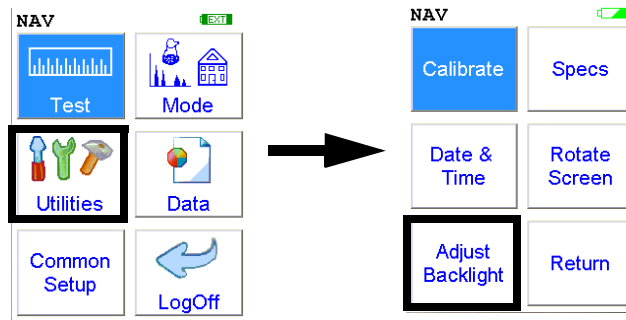 NAV
EXT
Test
Mode
Utilities
Data
Common
Setup
LogOff
NAV
Calibrate
Specs
Date &
Time
Rotate
Screen
Adjust
Backlight
Return